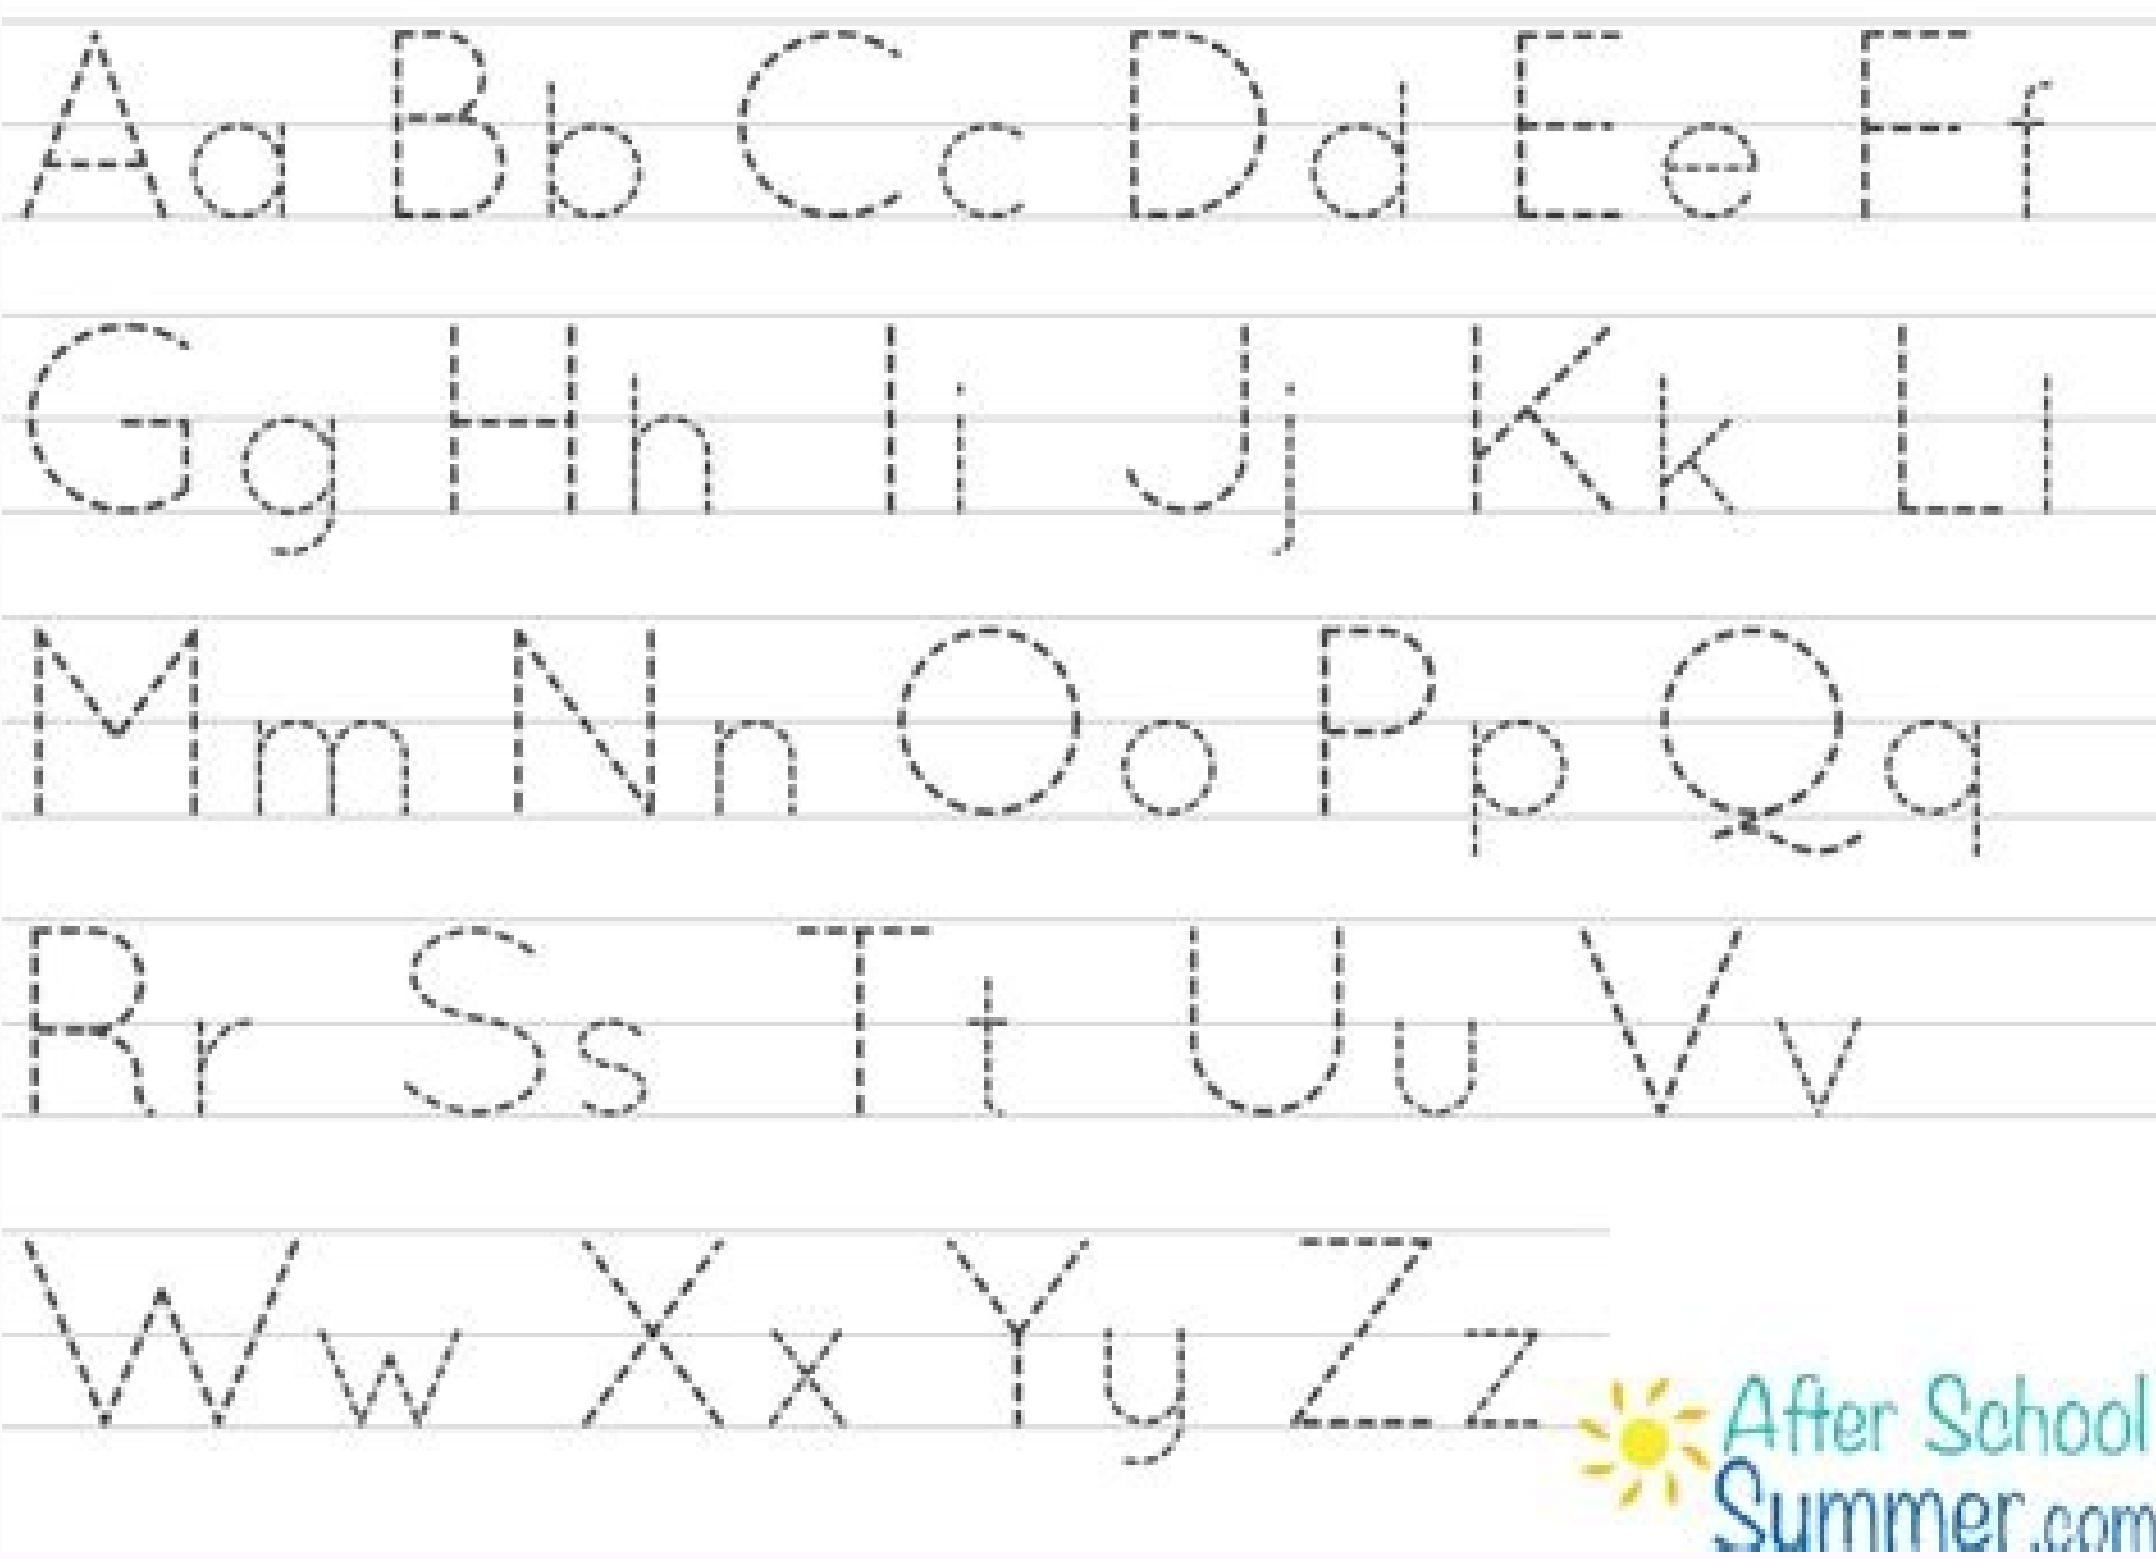 Aa Bb Cc Dd Ee Ff
Gg Hh Ii Jj Kk Ll
Mm Nn Oo Pp Qq
Rr Ss Tt Uu Vv
Ww Xx Yy Zz
After School
Summer.com